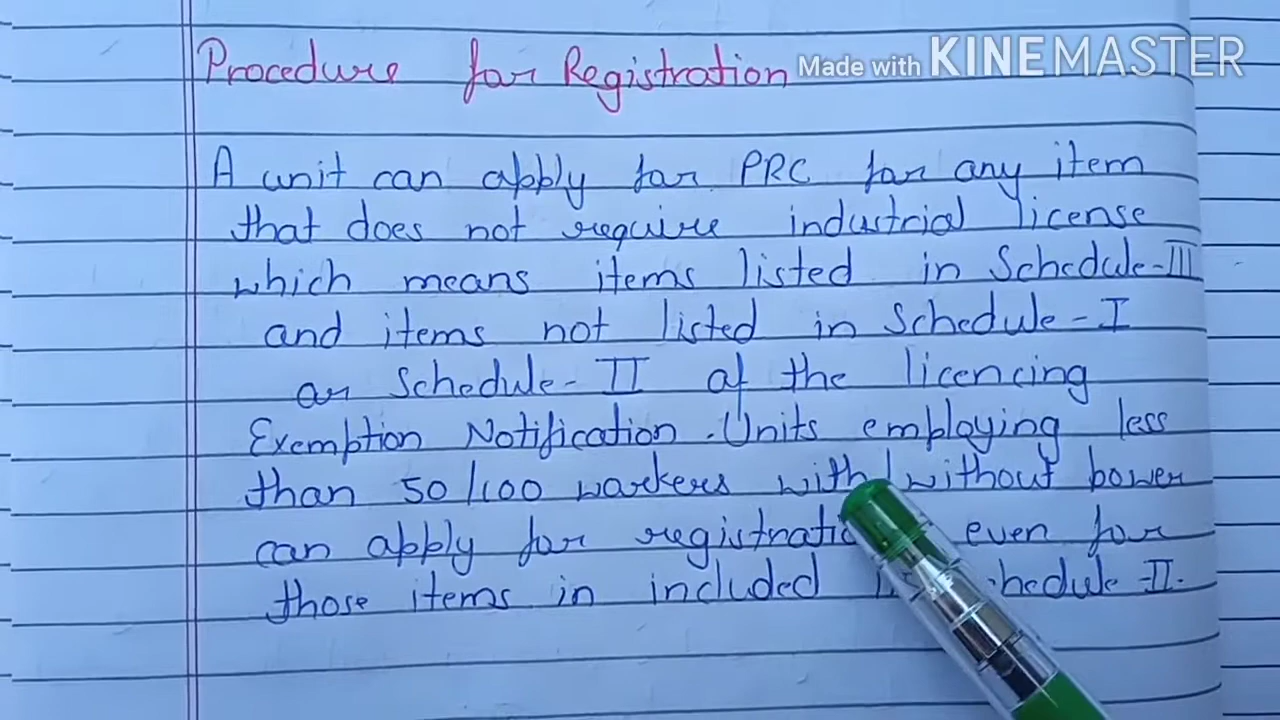 Procedure for Registration
Made with KINEMASTER
A unit can apply for PRC for any item
that does not require industrial license
which means items listed in Schedule-III
and items not listed in Schedule-I
or Schedule-II of the licencing
Exemption Notification. Units employing less
than 50/100 workers with/without power
can apply for registratio even for
those items in included hedule-II.